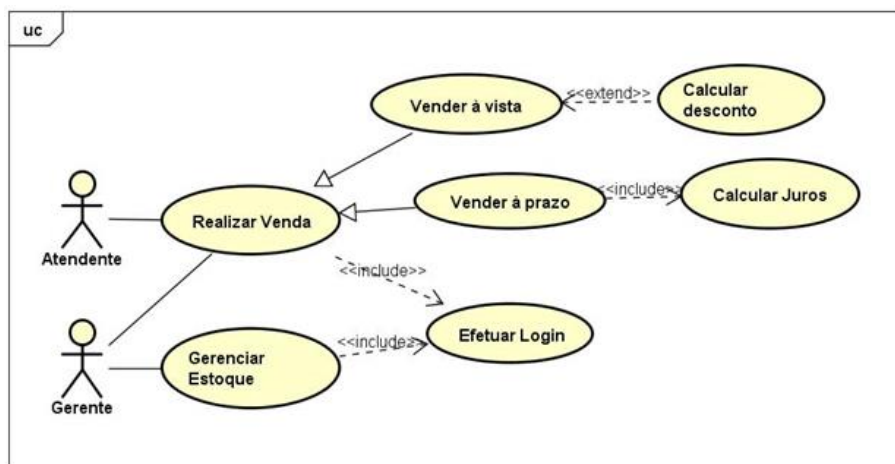 uc
Vender à vista
<<extend>>
Calcular
desconto
Vender à prazo
<<include>>
Calcular Juros
Realizar Venda
Atendente
<<include>>
Efetuar Login
Gerenciar
Estoque
<<include>>
Gerente